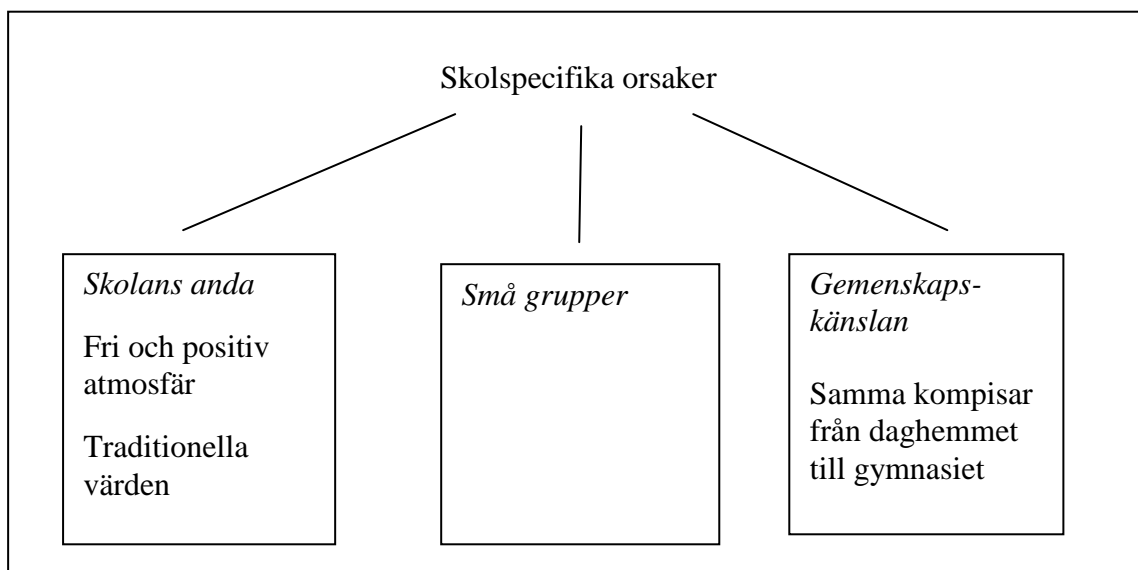 Skolspecifika orsaker
Skolans anda
Fri och positiv
atmosfär
Traditionella
värden
Små grupper
Gemenskaps-
känslan
Samma kompisar
från daghemmet
till gymnasiet